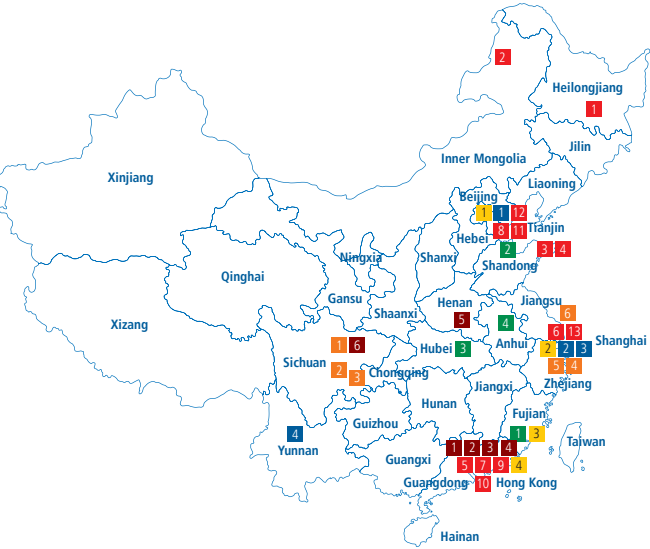 2
Heilongjiang
1
Jilin
Inner Mongolia
Xinjiang
Liaoning
Beijing
1 1 12
8 11 Tianjin
Hebei
2
3 4
Ningxia
Shanxi
Shandong
Qinghai
Gansu
Henan
Jiangsu
Shaanxi
6
Xizang
5
4
6 13
1 6
Hubei 3
Anhui
2 2 3 Shanghai
Sichuan
2
3 Chongqing
5 4
Jiangxi
Zhejiang
Hunan
Guizhou
Fujian
4
1 3
Yunnan
Taiwan
1 2 3 4
Guangxi
5 7 9 4
Guangdong 10 Hong Kong
Hainan